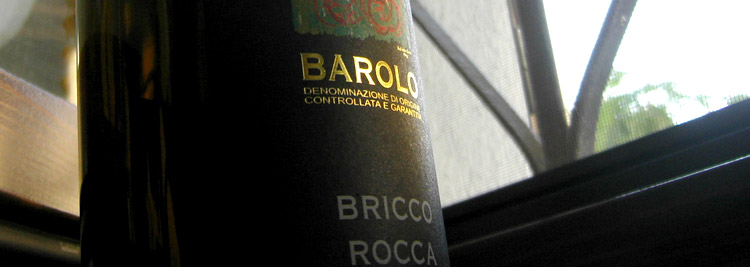 BAROLO
DENOMINAZIONE DI ORIGINE
CONTROLLATA E GARANTITA
BRICCO
ROCCA